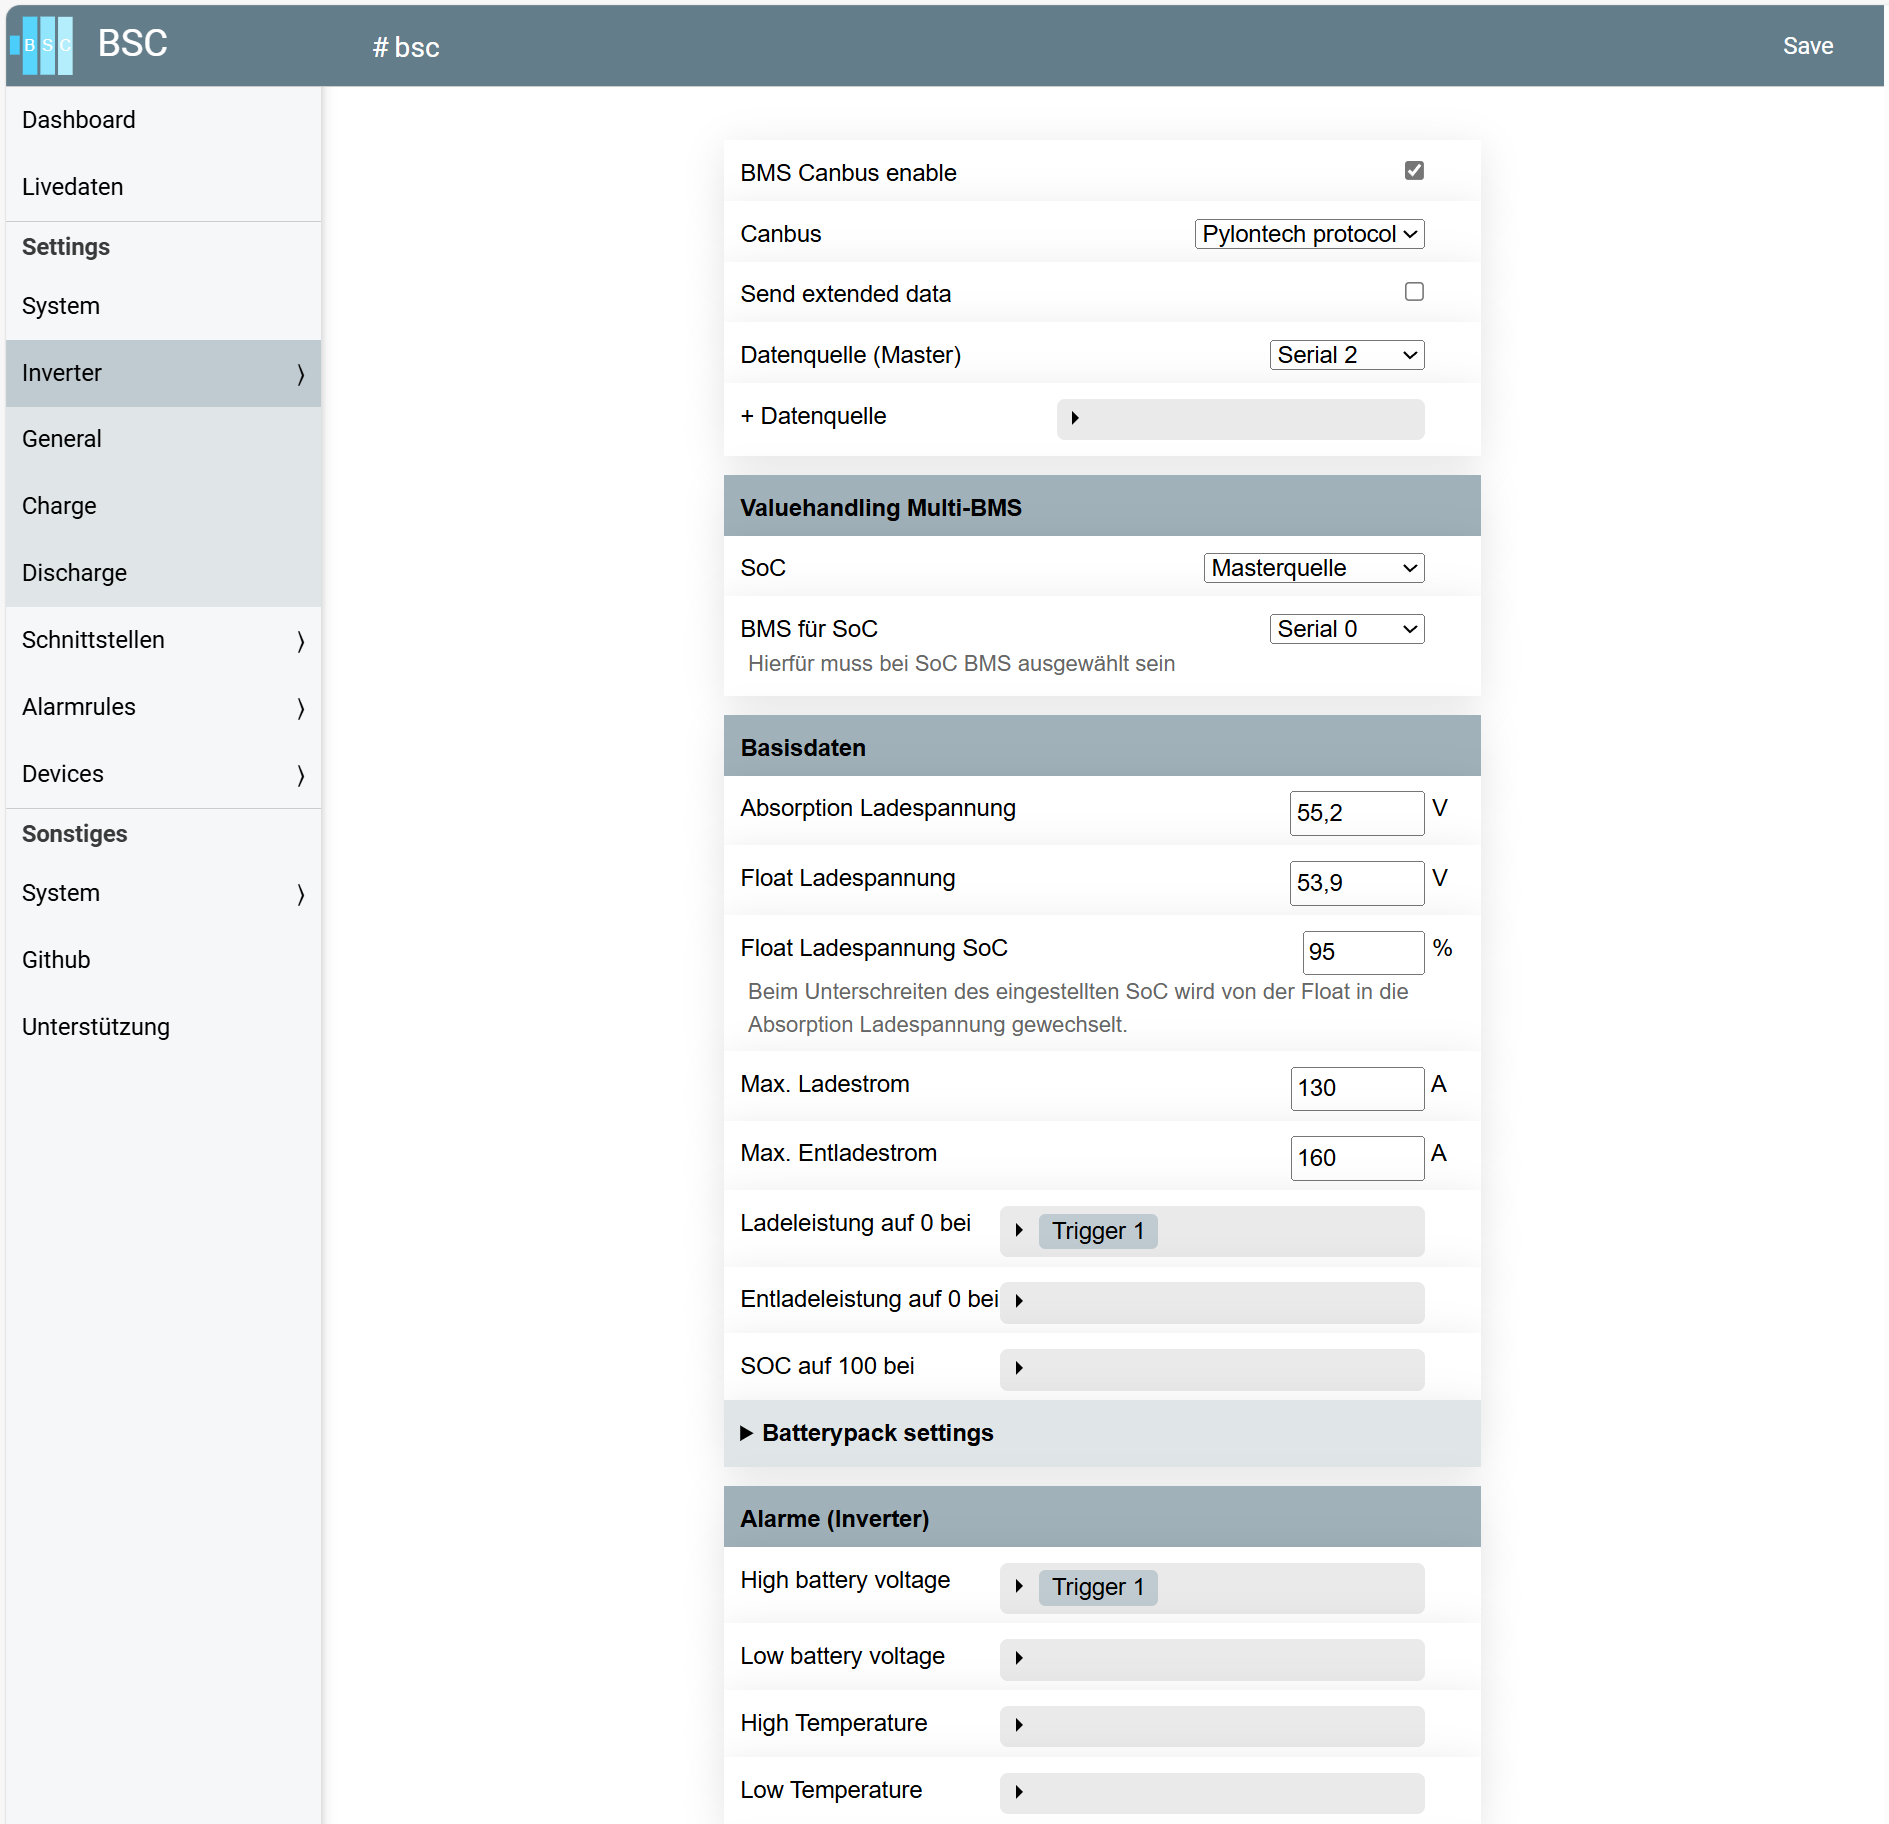 B S C
BSC
# bsc
Save
Dashboard
Livedaten
Settings
System
Inverter
General
Charge
Discharge
Schnittstellen
Alarmrules
Devices
Sonstiges
System
Github
Unterstützung
BMS Canbus enable
Canbus Pylontech protocol
Send extended data
Datenquelle (Master) Serial 2
+ Datenquelle
Valuehandling Multi-BMS
SoC Masterquelle
BMS für SoC Serial 0
Hierfür muss bei SoC BMS ausgewählt sein
Basisdaten
Absorption Ladespannung 55,2 V
Float Ladespannung 53,9 V
Float Ladespannung SoC 95 %
Beim Unterschreiten des eingestellten SoC wird von der Float in die
Absorption Ladespannung gewechselt.
Max. Ladestrom 130 A
Max. Entladestrom 160 A
Ladeleistung auf 0 bei Trigger 1
Entladeleistung auf 0 bei
SOC auf 100 bei
Batterypack settings
Alarme (Inverter)
High battery voltage Trigger 1
Low battery voltage
High Temperature
Low Temperature